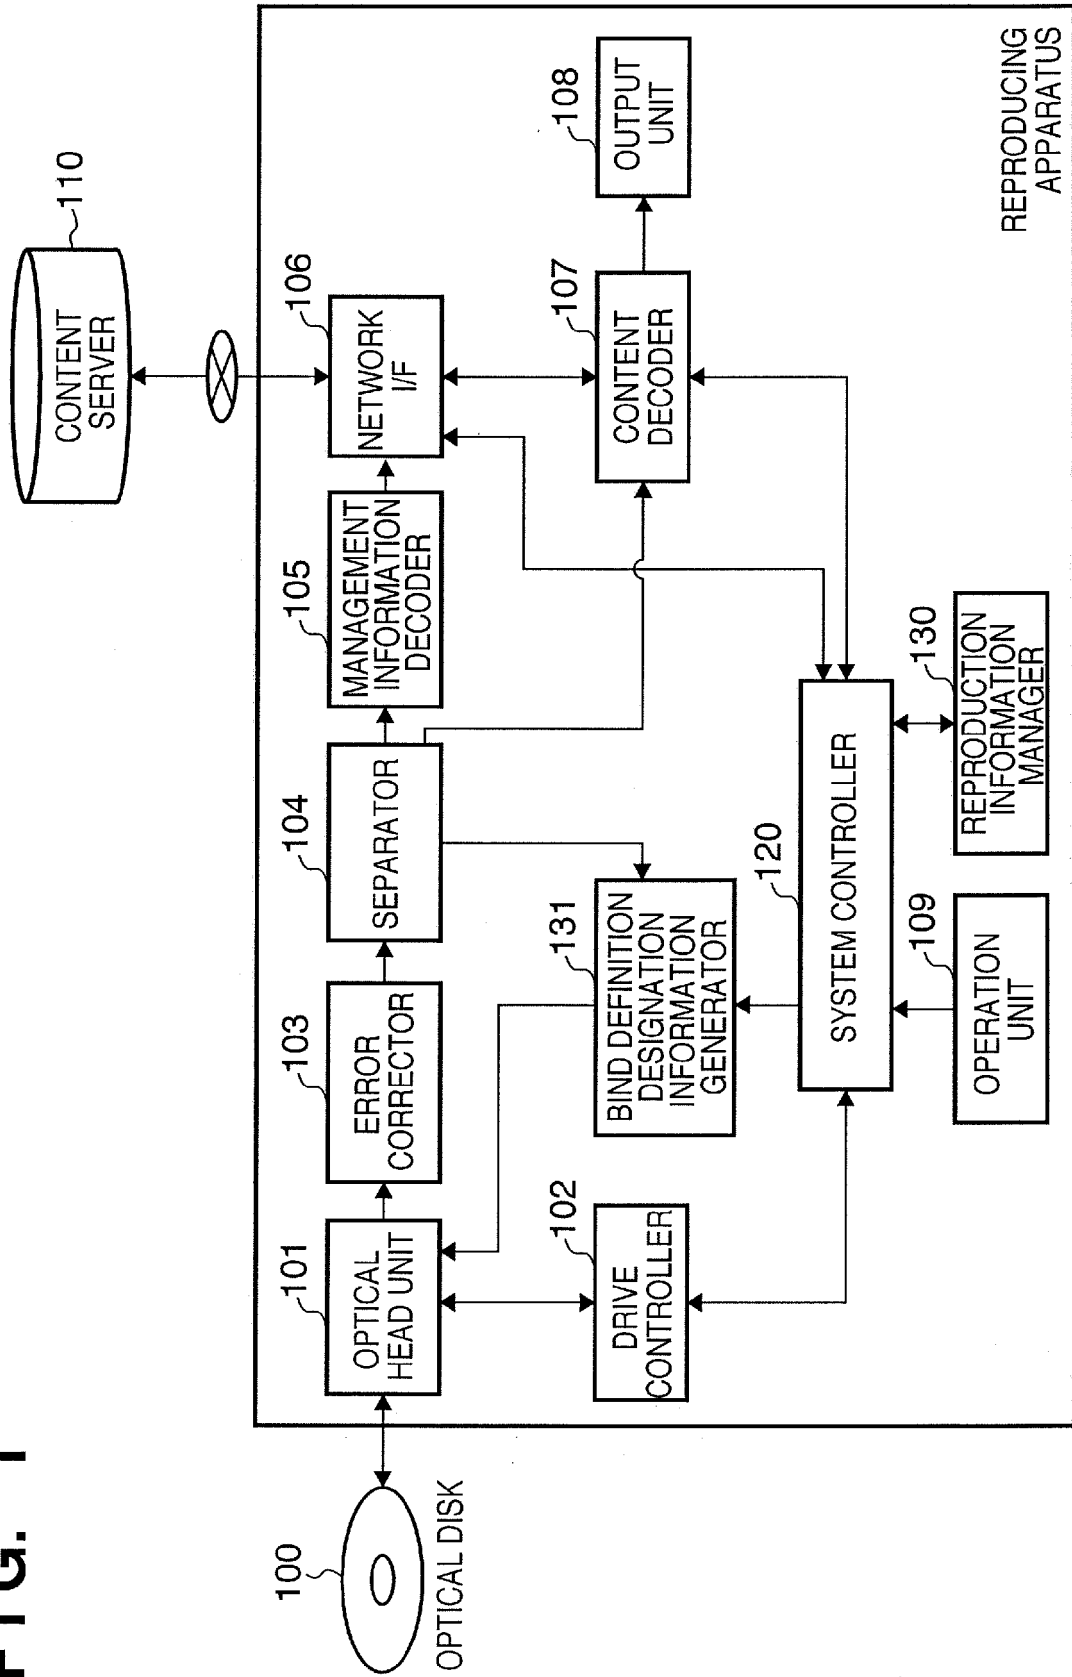 FIG. 1
CONTENT
SERVER
110
100
OPTICAL DISK
101
OPTICAL
HEAD UNIT
103
ERROR
CORRECTOR
104
SEPARATOR
105
MANAGEMENT
INFORMATION
DECODER
106
NETWORK
I/F
102
DRIVE
CONTROLLER
131
BIND DEFINITION
DESIGNATION
INFORMATION
GENERATOR
107
CONTENT
DECODER
108
OUTPUT
UNIT
120
SYSTEM CONTROLLER
109
OPERATION
UNIT
130
REPRODUCTION
INFORMATION
MANAGER
REPRODUCING
APPARATUS